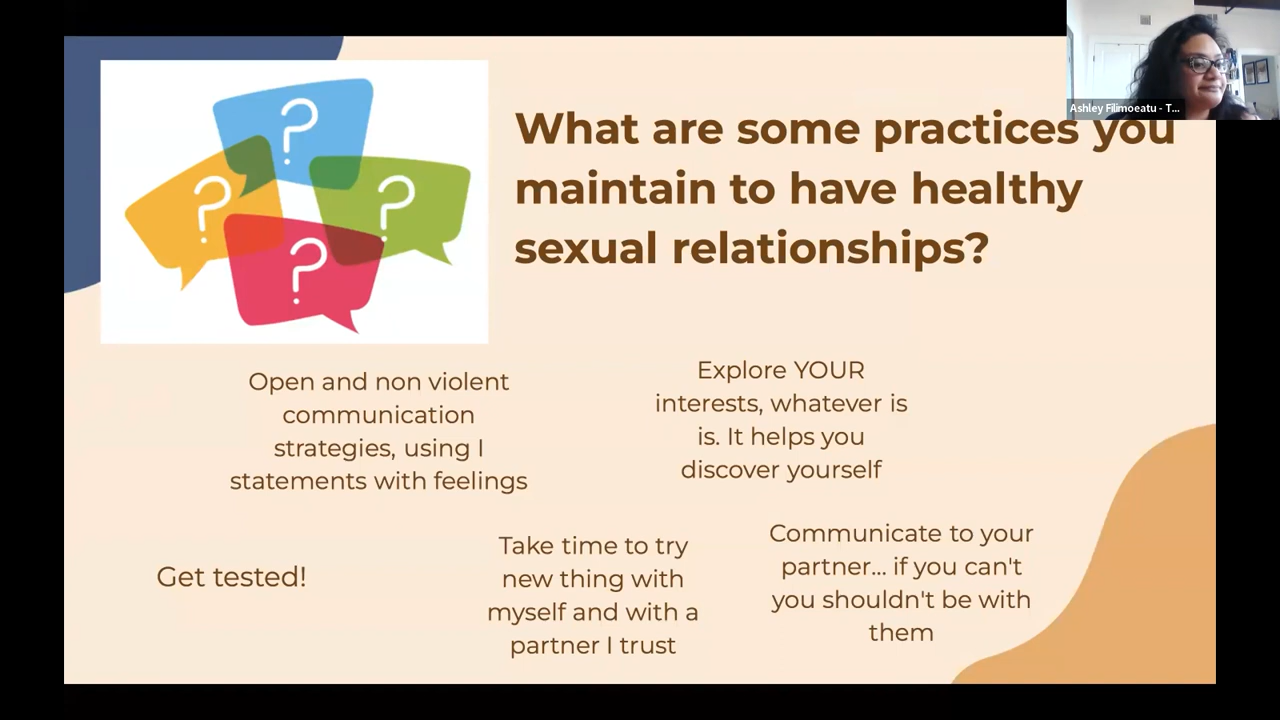 Ashley Filimoeatu - T...
What are some practices you
maintain to have healthy
sexual relationships?
? ? ? ?
Open and non violent
communication
strategies, using I
statements with feelings
Explore YOUR
interests, whatever is
is. It helps you
discover yourself
Get tested!
Take time to try
new thing with
myself and with a
partner I trust
Communicate to your
partner... if you can't
you shouldn't be with
them